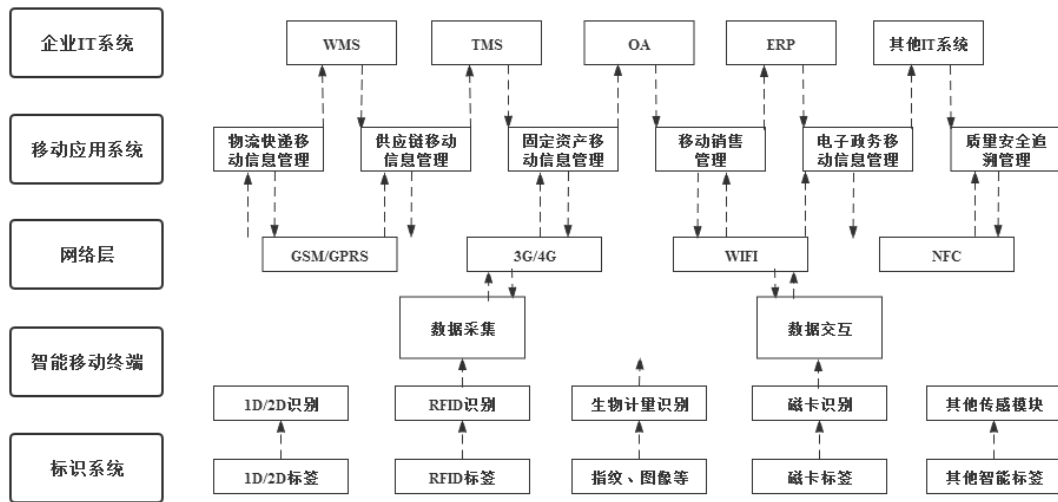 企业IT系统
WMS
TMS
OA
ERP
其他IT系统
移动应用系统
物流快递移
动信息管理
供应链移动
信息管理
固定资产移
动信息管理
移动销售
管理
电子政务移
动信息管理
质量安全追
溯管理
网络层
GSM/GPRS
3G/4G
WIFI
NFC
智能移动终端
数据采集
数据交互
1D/2D识别
RFID识别
生物计量识别
磁卡识别
其他传感模块
标识系统
1D/2D标签
RFID标签
指纹、图像等
磁卡标签
其他智能标签